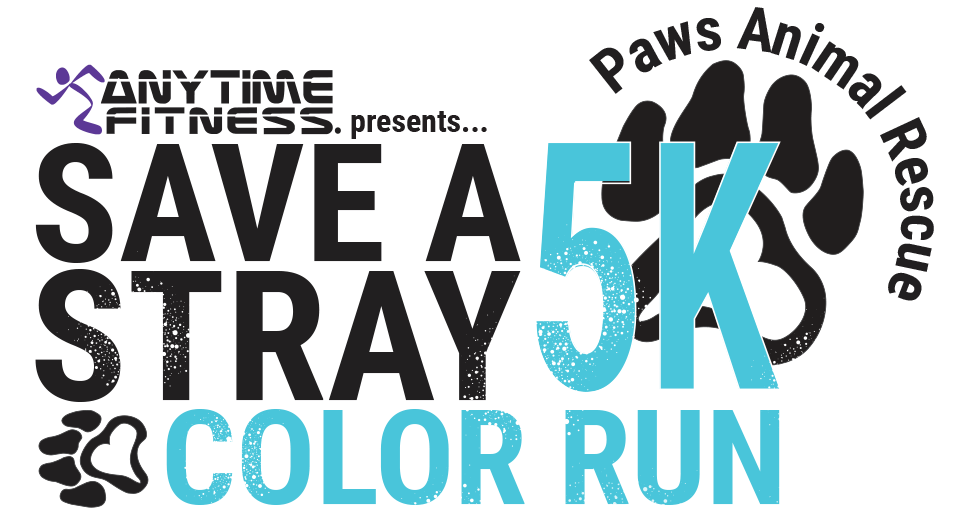 ANYTIME
FITNESS. presents...
SAVE A
STRAY
5K
COLOR RUN
Paws Animal Rescue